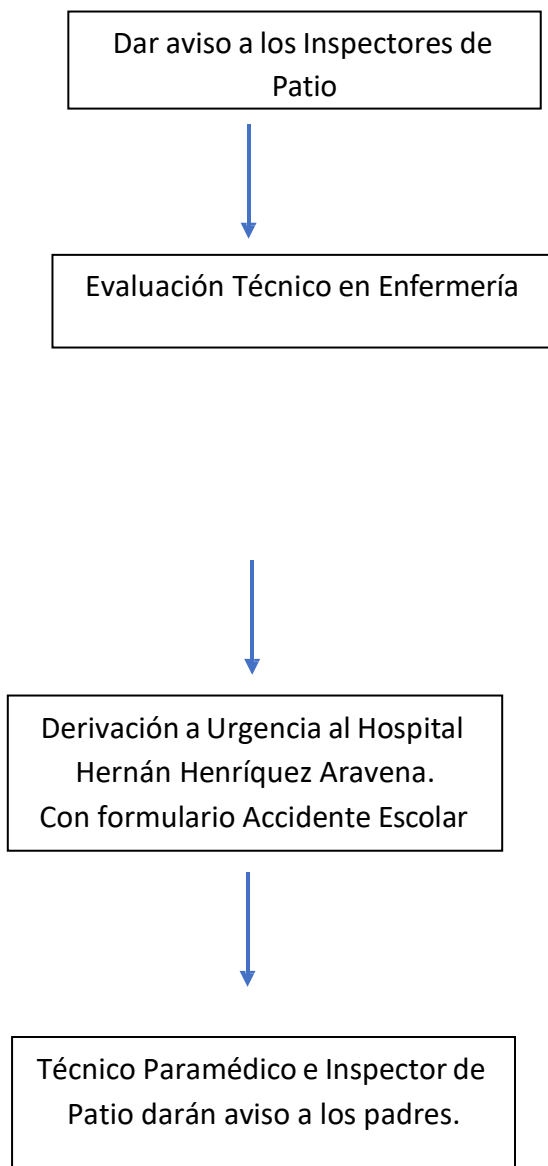 Dar aviso a los Inspectores de
Patio
Evaluación Técnico en Enfermería
Derivación a Urgencia al Hospital
Hernán Henríquez Aravena.
Con formulario Accidente Escolar
Técnico Paramédico e Inspector de
Patio darán aviso a los padres.